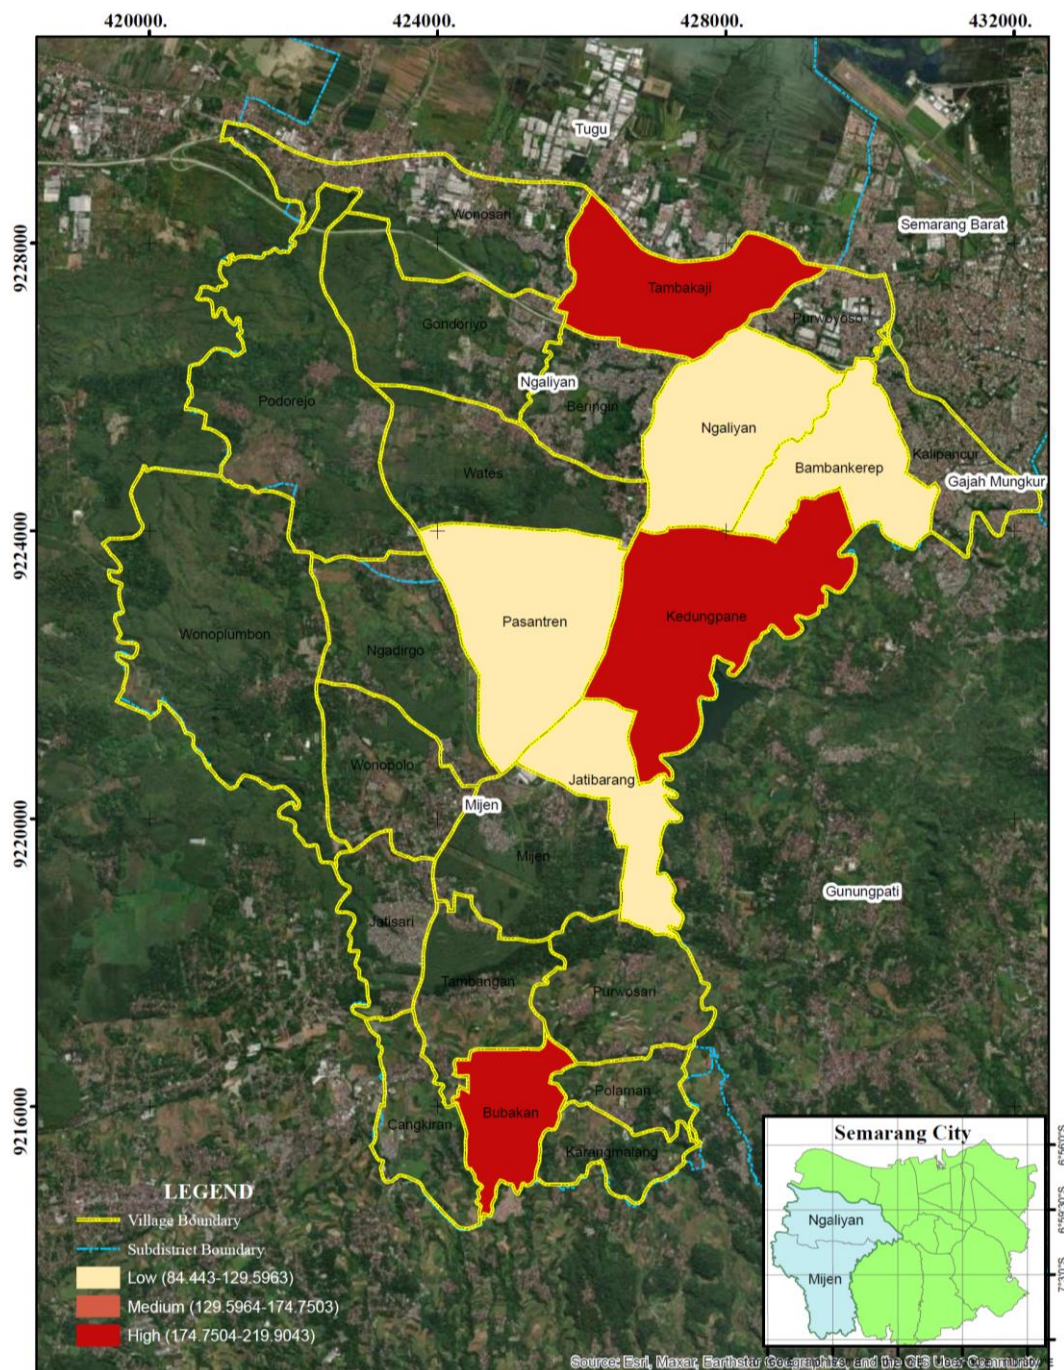 420000. 424000. 428000. 432000.
Tugu
Wonosari
Semarang Barat
9228000
Tambakaji
Purwoyoso
Gondoriyo
Ngaliyan
Podorejo
Beringin
Ngaliyan
Kalipancur
Bambankerep
Wates
Gajah Mungkur
9224000
Kedungpane
Pasantren
Wonoplumbon
Ngadirgo
Wonopolo
Jatibarang
Mijen
9220000
Mijen
Gunungpati
Jatisari
Tambangan
Purwosari
Polaman
9216000
Bubakan
Cangkiran
Karangmalang
LEGEND
Village Boundary
Subdistrict Boundary
Low (84.443-129.5963)
Medium (129.5964-174.7503)
High (174.7504-219.9043)
Semarang City
Ngaliyan
Mijen
6°59'30"S
Source: Esri, Maxar, Earthstar Geographics, and the GIS User Community